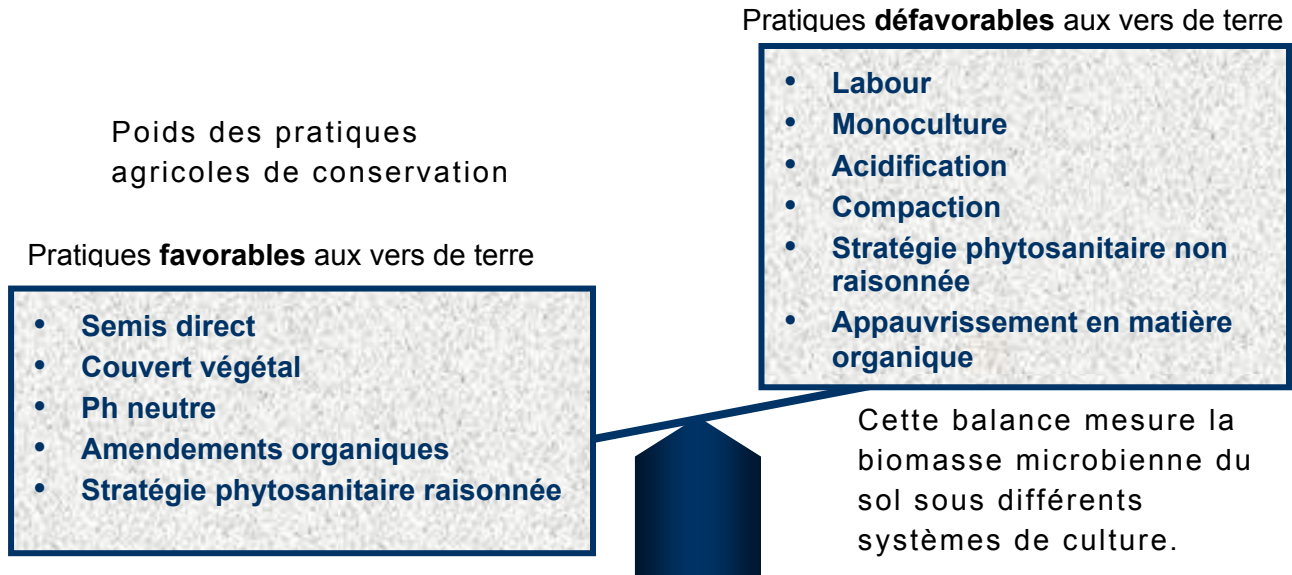 Pratiques défavorables aux vers de terre
• Labour
• Monoculture
• Acidification
• Compaction
• Stratégie phytosanitaire non
raisonnée
• Appauvrissement en matière
organique
Poids des pratiques
agricoles de conservation
Pratiques favorables aux vers de terre
• Semis direct
• Couvert végétal
• Ph neutre
• Amendements organiques
• Stratégie phytosanitaire raisonnée
Cette balance mesure la
biomasse microbienne du
sol sous différents
systèmes de culture.